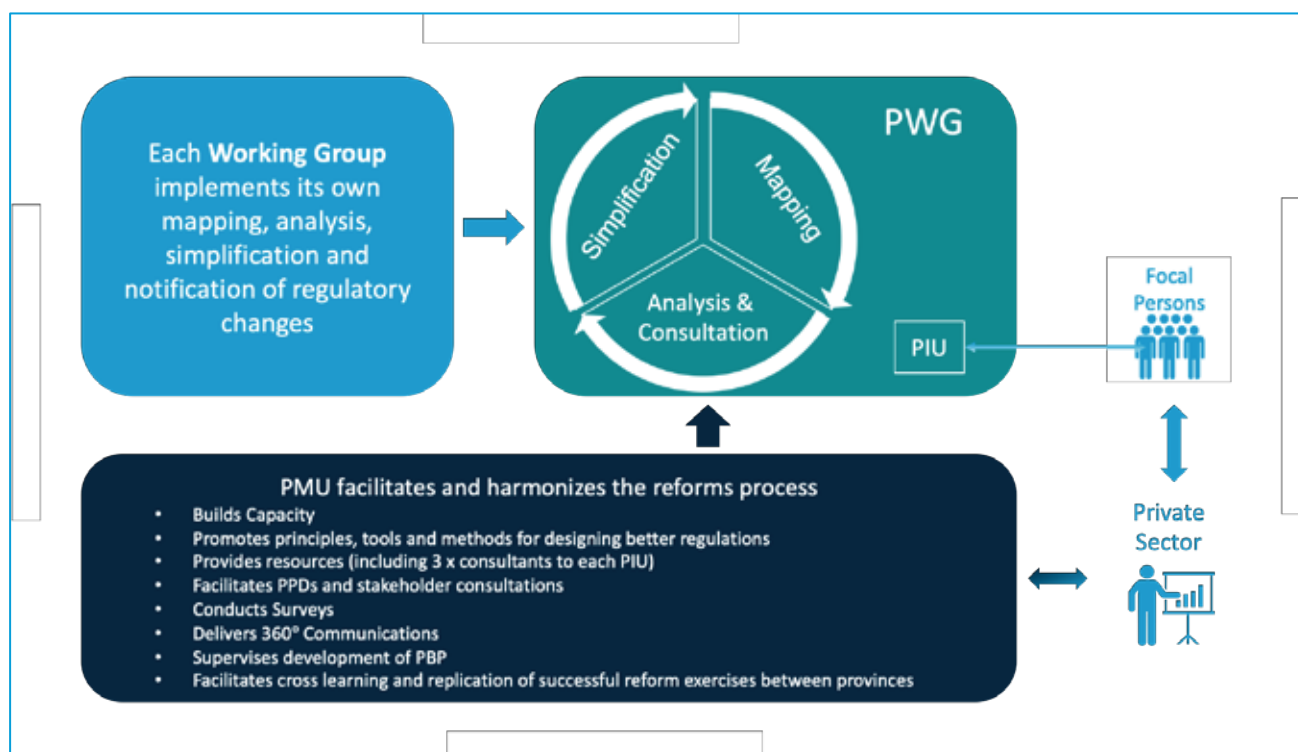 Each Working Group
implements its own
mapping, analysis,
simplification and
notification of regulatory
changes
PWG
Simplification
Mapping
Analysis &
Consultation
PIU
Focal
Persons
PMU facilitates and harmonizes the reforms process
• Builds Capacity
• Promotes principles, tools and methods for designing better regulations
• Provides resources (including 3 x consultants to each PIU)
• Facilitates PPDs and stakeholder consultations
• Conducts Surveys
• Delivers 360° Communications
• Supervises development of PBP
• Facilitates cross learning and replication of successful reform exercises between provinces
Private
Sector